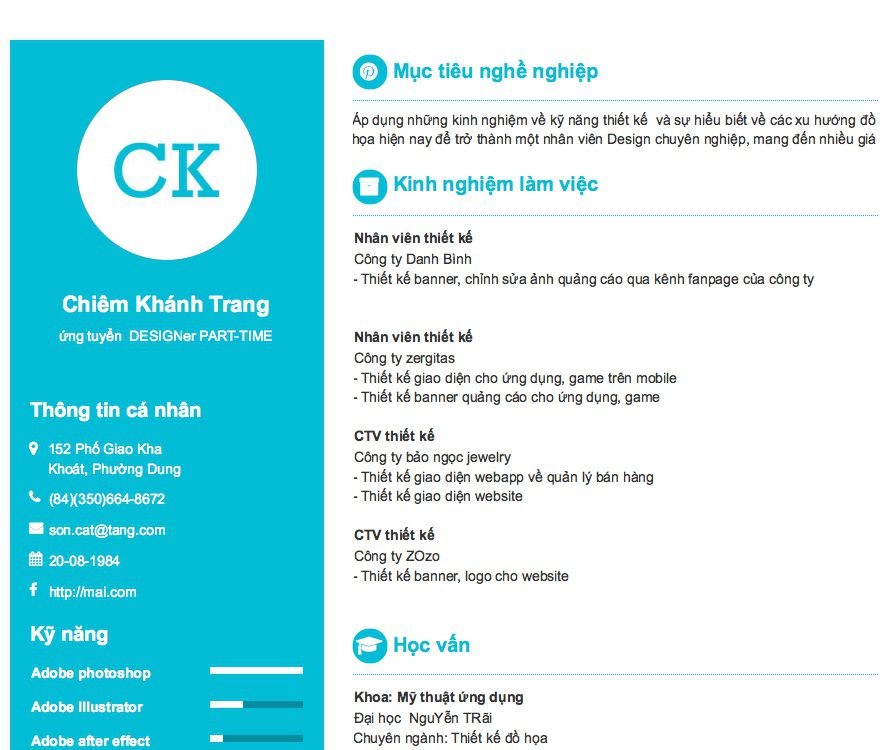 CK
Chiêm Khánh Trang
ứng tuyển DESIGNer PART-TIME
Thông tin cá nhân
152 Phố Giao Kha
Khoát, Phường Dung
(84)(350)664-8672
son.cat@tang.com
20-08-1984
http://mai.com
Kỹ năng
Adobe photoshop
Adobe Illustrator
Adobe after effect
Mục tiêu nghề nghiệp
Áp dụng những kinh nghiệm về kỹ năng thiết kế và sự hiểu biết về các xu hướng đồ
họa hiện nay để trở thành một nhân viên Design chuyên nghiệp, mang đến nhiều giá
Kinh nghiệm làm việc
Nhân viên thiết kế
Công ty Danh Bình
- Thiết kế banner, chỉnh sửa ảnh quảng cáo qua kênh fanpage của công ty
Nhân viên thiết kế
Công ty zergitas
- Thiết kế giao diện cho ứng dụng, game trên mobile
- Thiết kế banner quảng cáo cho ứng dụng, game
CTV thiết kế
Công ty bảo ngọc jewelry
- Thiết kế giao diện webapp về quản lý bán hàng
- Thiết kế giao diện website
CTV thiết kế
Công ty ZOzo
- Thiết kế banner, logo cho website
Học vấn
Khoa: Mỹ thuật ứng dụng
Đại học NguYễn TRãi
Chuyên ngành: Thiết kế đồ họa